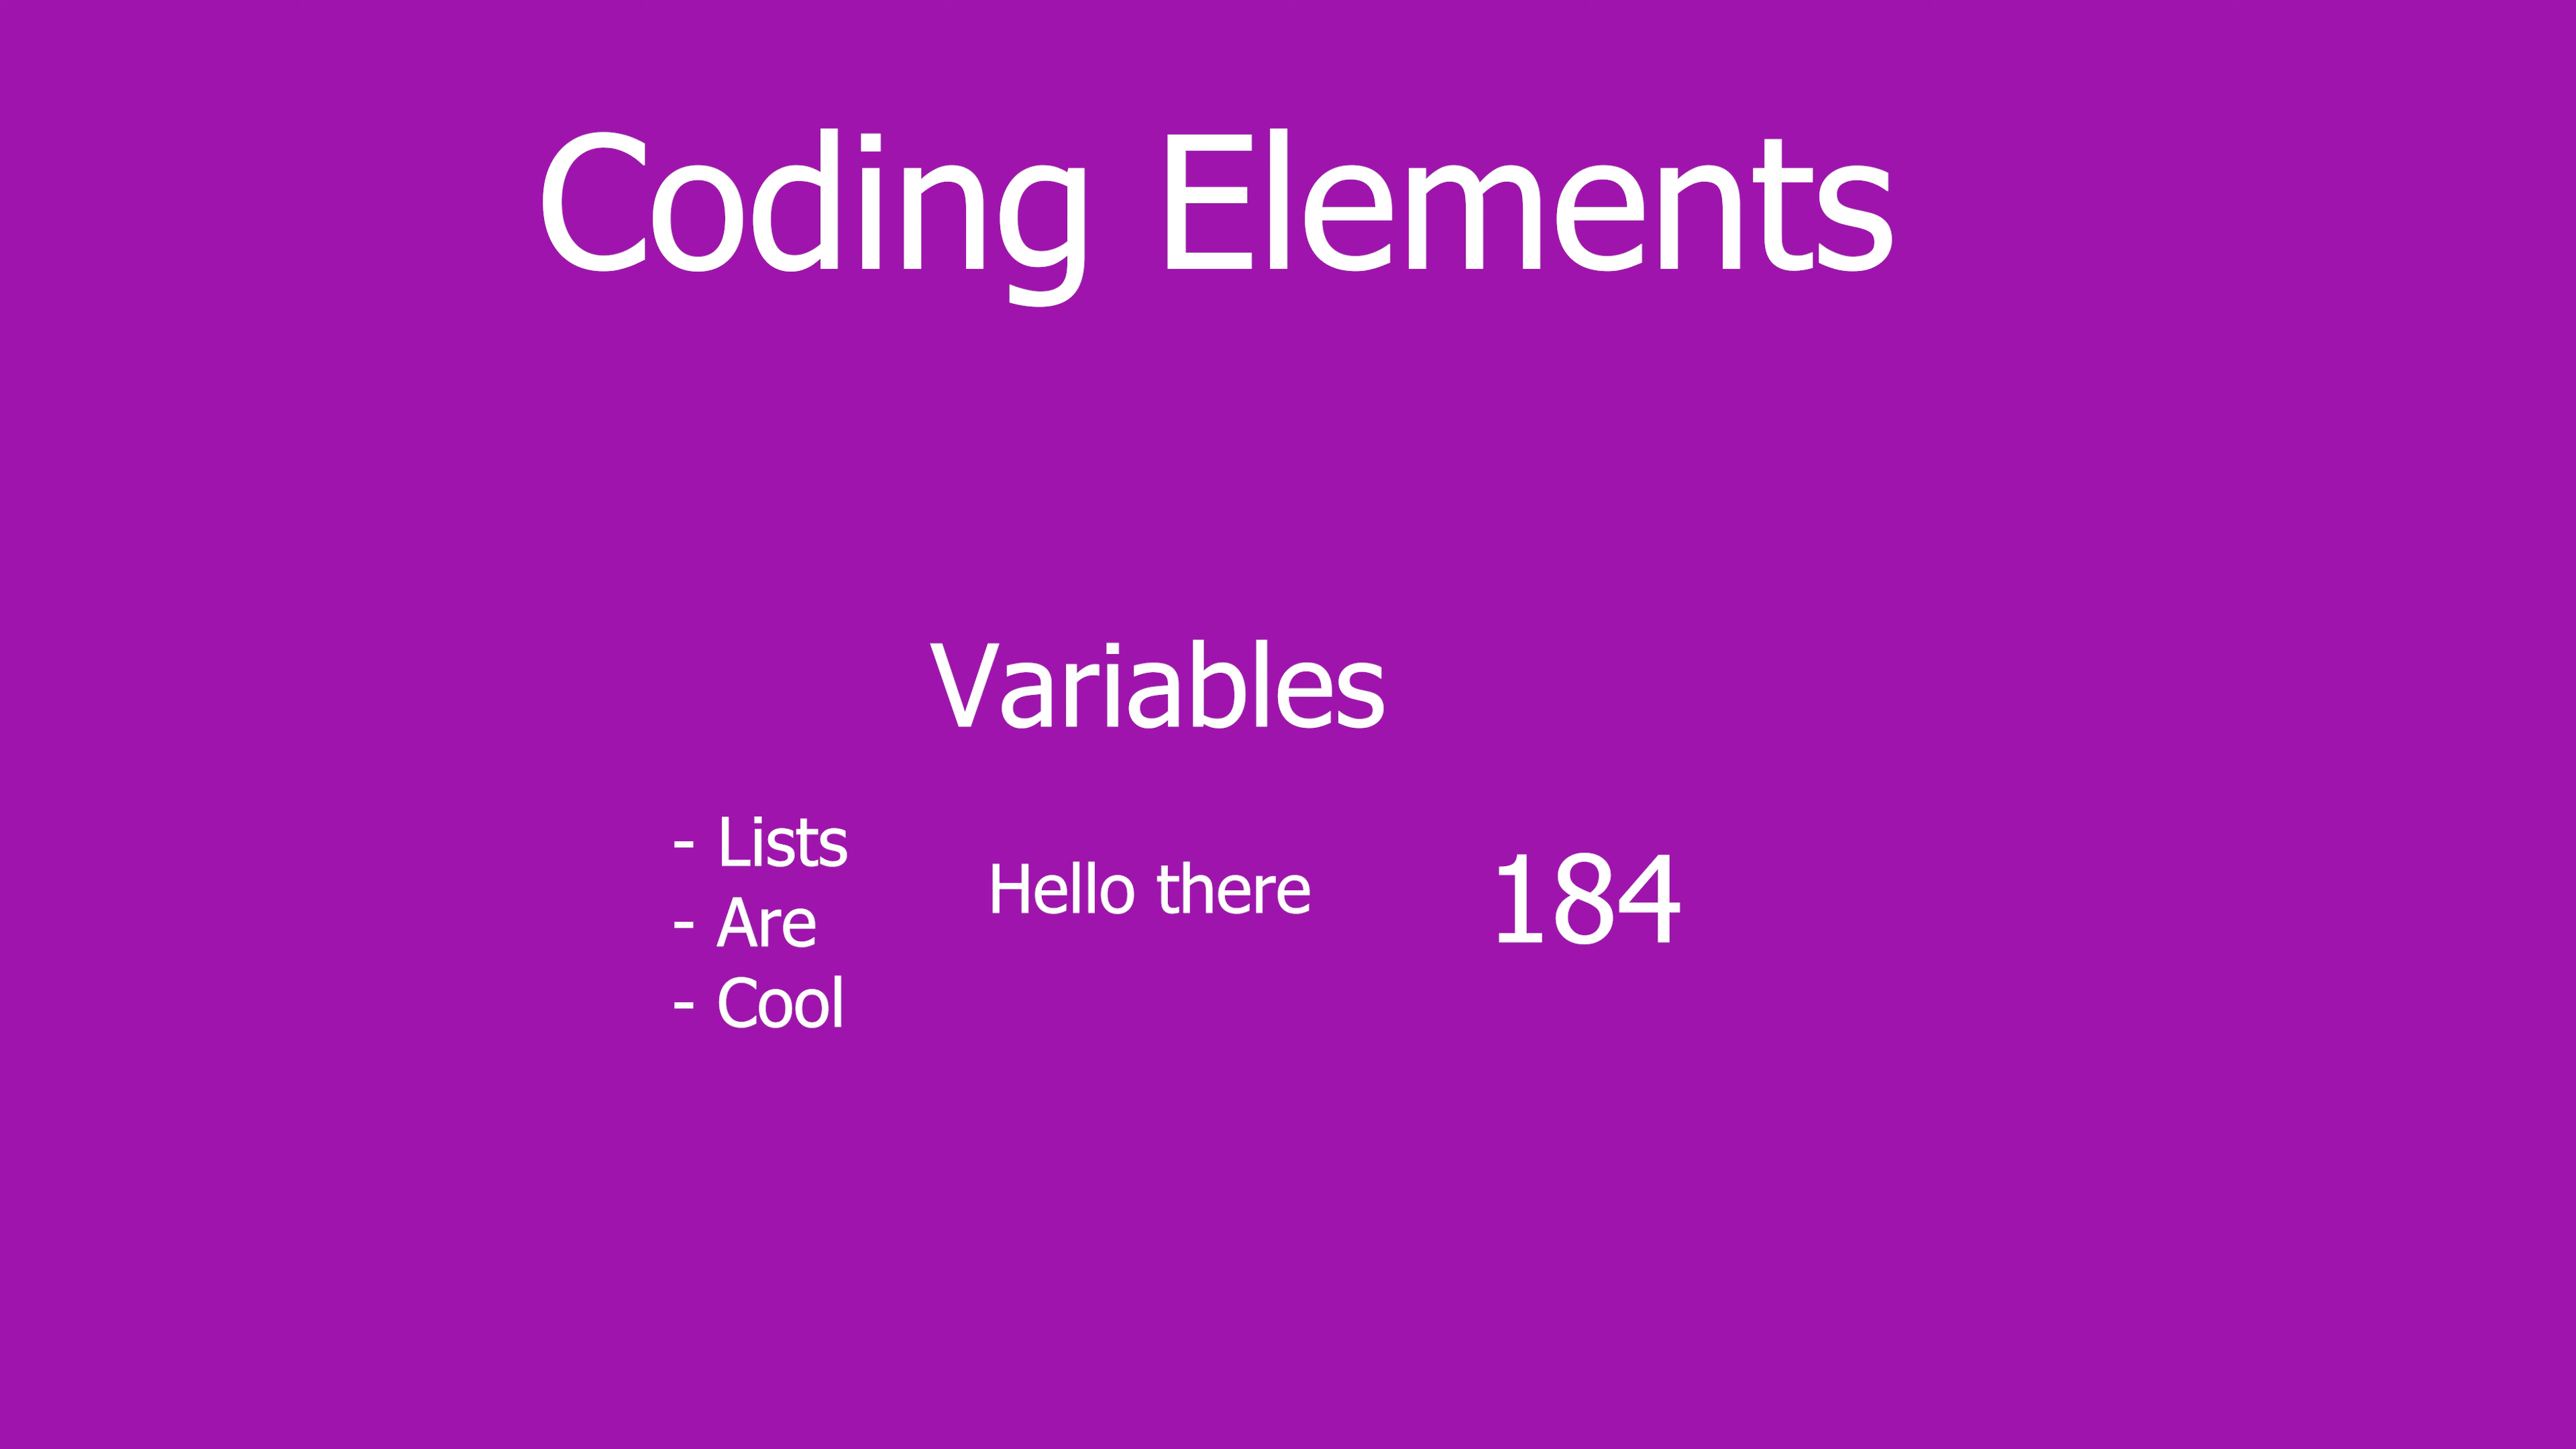 Coding Elements
Variables
- Lists
- Are
- Cool
Hello there
184